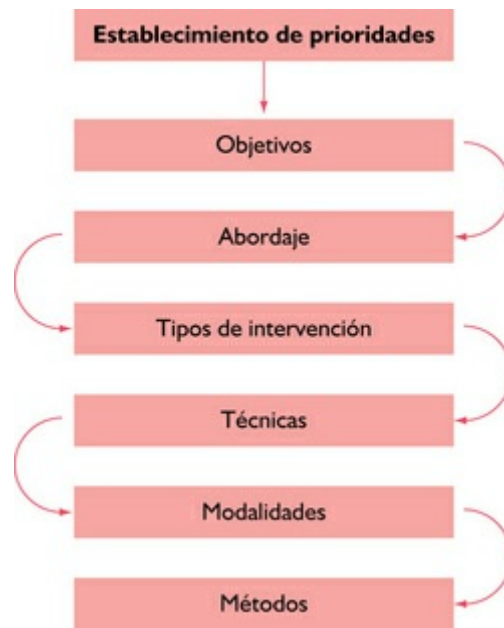 Establecimiento de prioridades
Objetivos
Abordaje
Tipos de intervención
Técnicas
Modalidades
Métodos